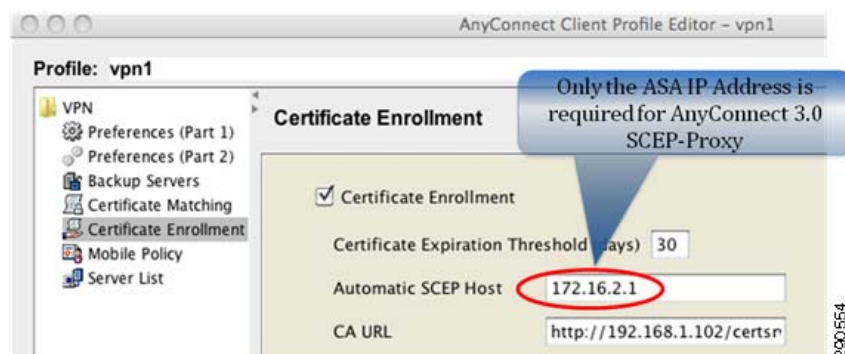 AnyConnect Client Profile Editor – vpn1
Profile: vpn1
VPN
Preferences (Part 1)
Preferences (Part 2)
Backup Servers
Certificate Matching
Certificate Enrollment
Mobile Policy
Server List
Certificate Enrollment
Only the ASA IP Address is
required for AnyConnect 3.0
SCEP-Proxy
Certificate Enrollment
Certificate Expiration Threshold (days) 30
Automatic SCEP Host 172.16.2.1
CA URL http://192.168.1.102/certsr
290554